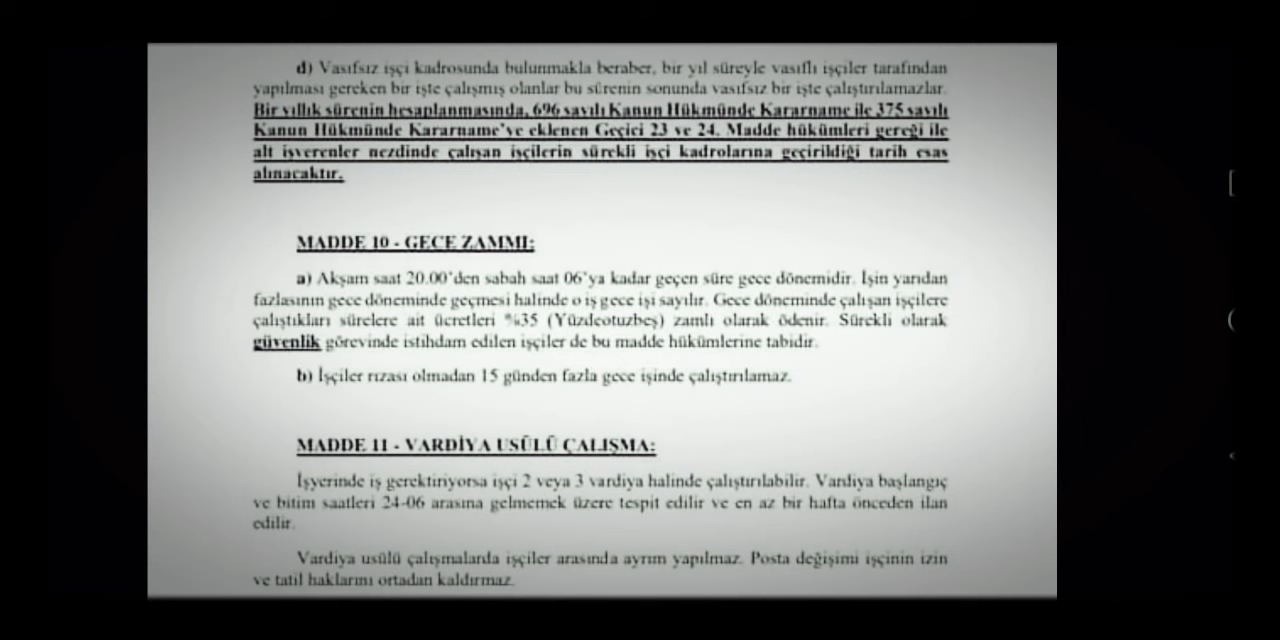 d) Vasıfsız işçi kadrosunda bulunmakla beraber, bir yıl süreyle vasıflı işçiler tarafından
yapılması gereken bir işte çalışmış olanlar bu sürenin sonunda vasıfsız bir işte çalıştırılamazlar.
Bir yıllık sürenin hesaplanmasında, 696 sayılı Kanun Hükmünde Kararname ile 375 sayılı
Kanun Hükmünde Kararname'ye eklenen Geçici 23 ve 24. Madde hükümleri gereği ile
alt işverenler nezdinde çalışan işçilerin sürekli işçi kadrolarına geçirildiği tarih esas
alınacaktır.
MADDE 10 - GECE ZAMMI:
a) Akşam saat 20.00'den sabah saat 06'ya kadar geçen süre gece dönemidir. İşin yarıdan
fazlasının gece döneminde geçmesi halinde o iş gece işi sayılır. Gece döneminde çalışan işçilere
çalıştıkları sürelere ait ücretleri %35 (Yüzdeotuzbeş) zamlı olarak ödenir. Sürekli olarak
güvenlik görevinde istihdam edilen işçiler de bu madde hükümlerine tabidir.
b) İşçiler rızası olmadan 15 günden fazla gece işinde çalıştırılamaz.
MADDE 11 - VARDİYA USÛLÜ ÇALIŞMA:
İşyerinde iş gerektiriyorsa işçi 2 veya 3 vardiya halinde çalıştırılabilir. Vardiya başlangıç
ve bitim saatleri 24-06 arasına gelmemek üzere tespit edilir ve en az bir hafta önceden ilan
edilir.
Vardiya usûlü çalışmalarda işçiler arasında ayrım yapılmaz. Posta değişimi işçinin izin
ve tatil haklarını ortadan kaldırmaz.